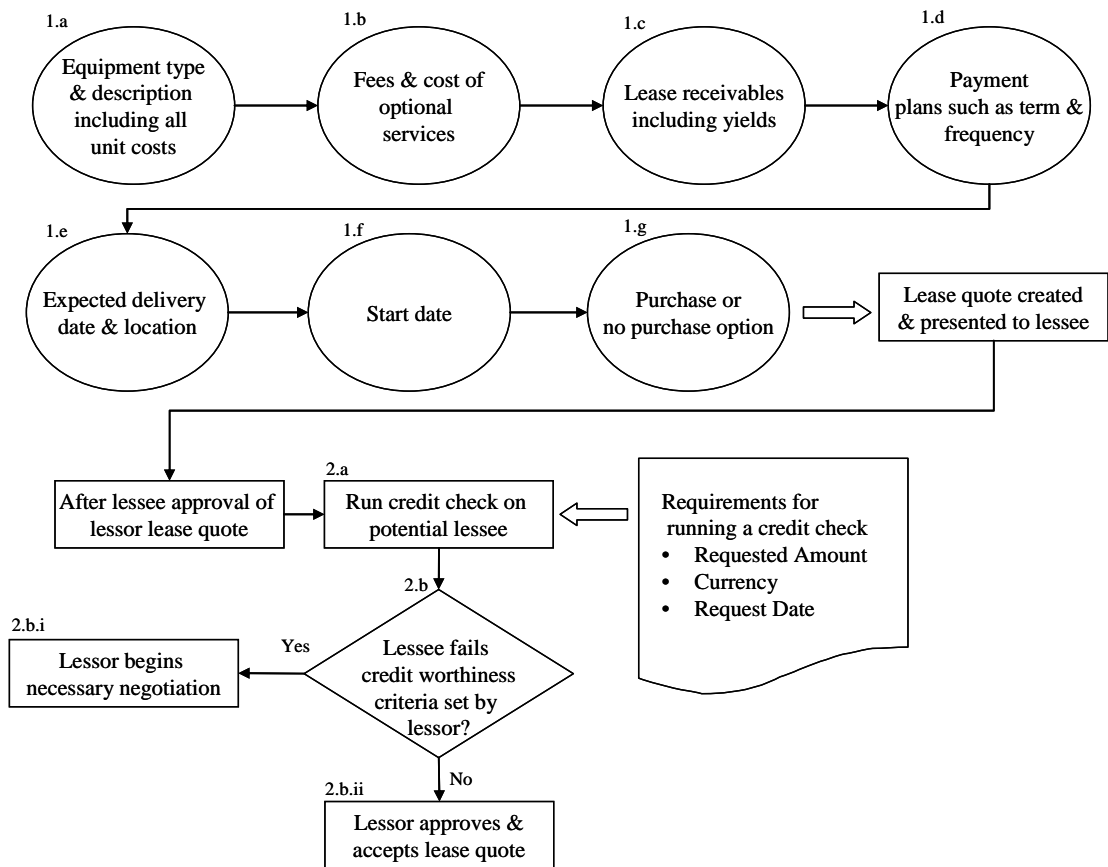 1.a
Equipment type
& description
including all
unit costs
1.b
Fees & cost of
optional
services
1.c
Lease receivables
including yields
1.d
Payment
plans such as term &
frequency
1.e
Expected delivery
date & location
1.f
Start date
1.g
Purchase or
no purchase option
Lease quote created
& presented to lessee
After lessee approval of
lessor lease quote
2.a
Run credit check on
potential lessee
Requirements for
running a credit check
• Requested Amount
• Currency
• Request Date
2.b
Lessee fails
credit worthiness
criteria set by
lessor?
Yes
2.b.i
Lessor begins
necessary negotiation
No
2.b.ii
Lessor approves &
accepts lease quote